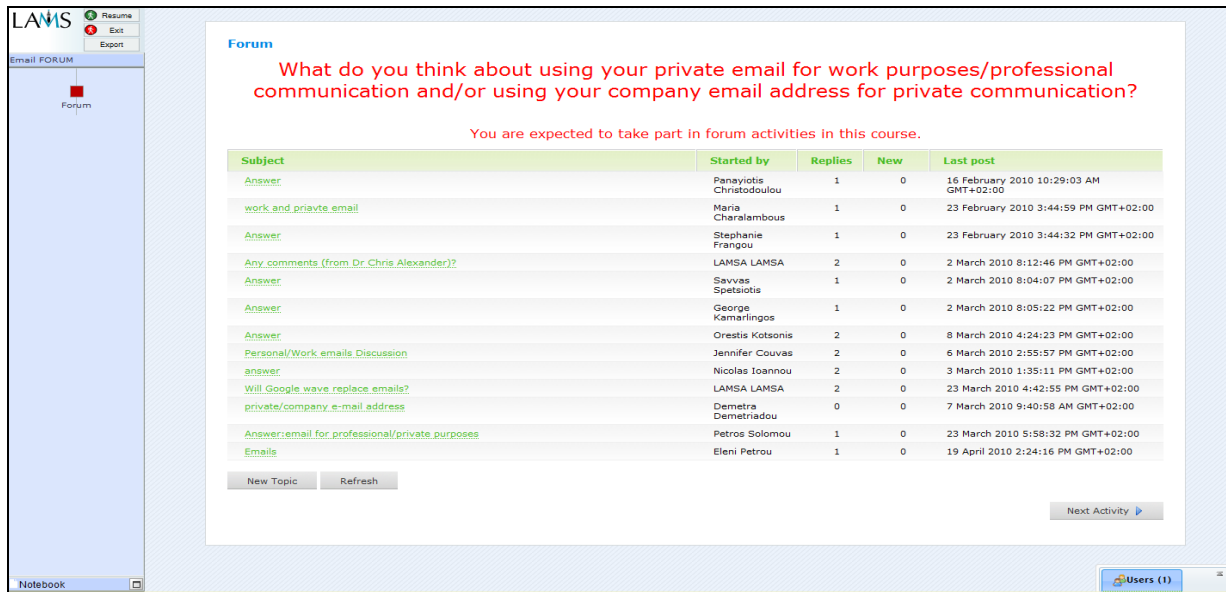 LAMS
Resume
Exit
Export
Email FORUM
Forum
Forum
What do you think about using your private email for work purposes/professional
communication and/or using your company email address for private communication?
You are expected to take part in forum activities in this course.
Subject Started by Replies New Last post
Answer Panayiotis Christodoulou 1 0 16 February 2010 10:29:03 AM GMT+02:00
work and priavte email Maria Charalambous 1 0 23 February 2010 3:44:59 PM GMT+02:00
Answer Stephanie Frangou 1 0 23 February 2010 3:44:32 PM GMT+02:00
Any comments (from Dr Chris Alexander)? LAMSA LAMSA 2 0 2 March 2010 8:12:46 PM GMT+02:00
Answer Savvas Spetsiotis 1 0 2 March 2010 8:04:07 PM GMT+02:00
Answer George Kamarlingos 1 0 2 March 2010 8:05:22 PM GMT+02:00
Answer Orestis Kotsonis 2 0 8 March 2010 4:24:23 PM GMT+02:00
Personal/Work emails Discussion Jennifer Couvas 2 0 6 March 2010 2:55:57 PM GMT+02:00
answer Nicolas Ioannou 2 0 3 March 2010 1:35:11 PM GMT+02:00
Will Google wave replace emails? LAMSA LAMSA 2 0 23 March 2010 4:42:55 PM GMT+02:00
private/company e-mail address Demetra Demetriadou 0 0 7 March 2010 9:40:58 AM GMT+02:00
Answer:email for professional/private purposes Petros Solomou 1 0 23 March 2010 5:58:32 PM GMT+02:00
Emails Eleni Petrou 1 0 19 April 2010 2:24:16 PM GMT+02:00
New Topic Refresh
Next Activity
Notebook
Users (1)